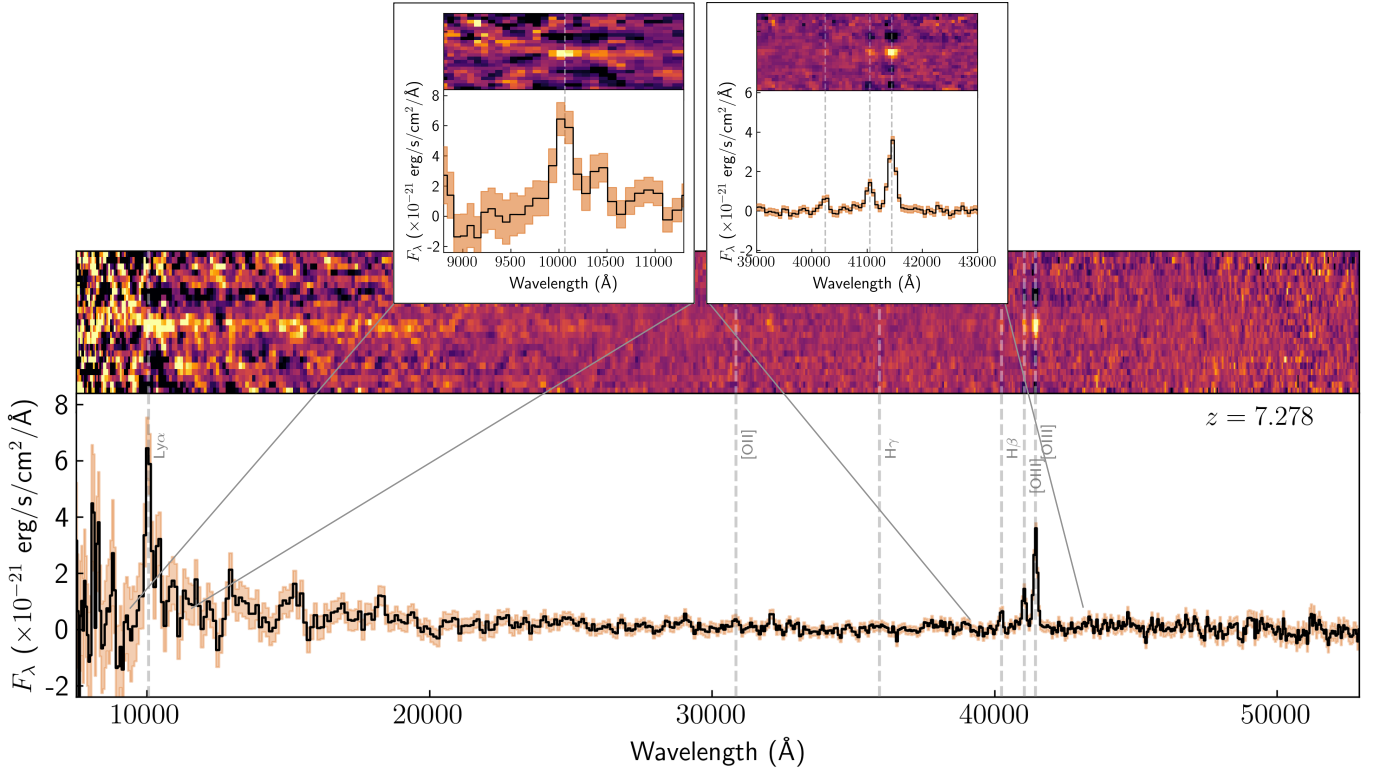 8
6
4
2
0
-2
F_λ (×10⁻²¹ erg/s/cm²/Å)
9000 9500 10000 10500 11000
Wavelength (Å)
6
4
2
0
-2
F_λ (×10⁻²¹ erg/s/cm²/Å)
39000 40000 41000 42000 43000
Wavelength (Å)
z = 7.278
Lyα
[OII]
Hγ
Hβ
[OIII]
[OIII]
8
6
4
2
0
-2
F_λ (×10⁻²¹ erg/s/cm²/Å)
10000 20000 30000 40000 50000
Wavelength (Å)